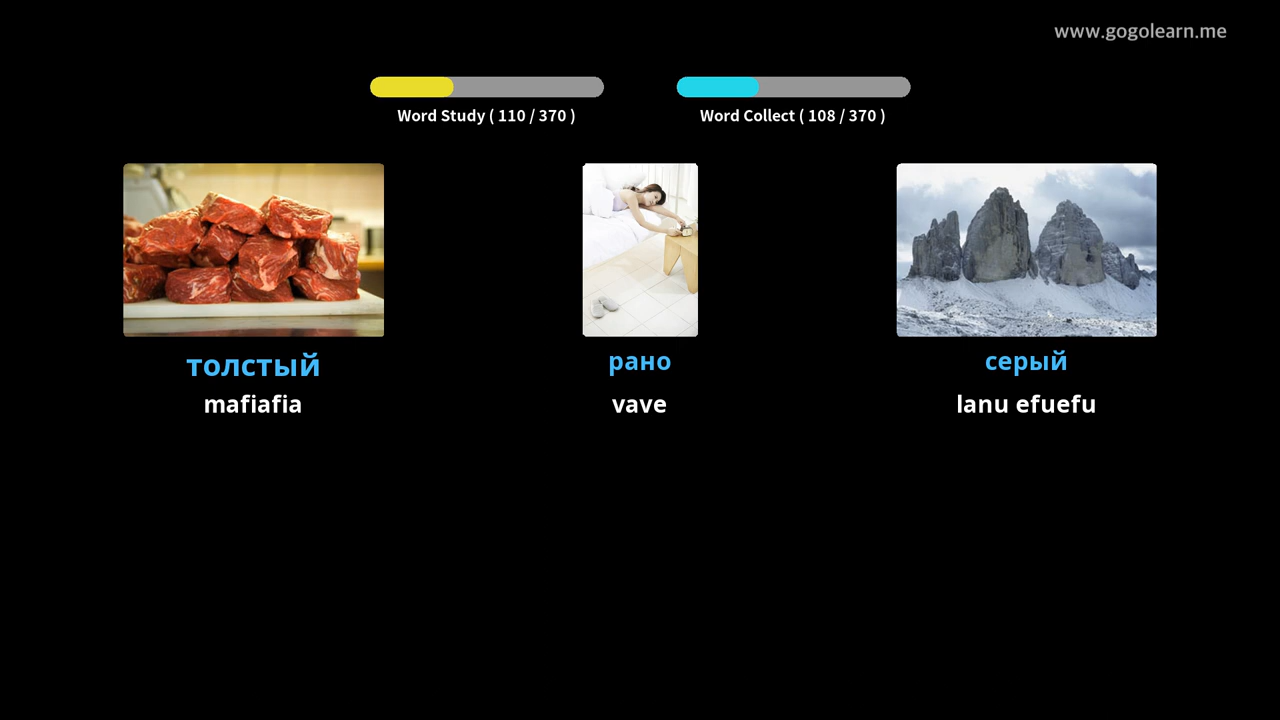 www.gogolearn.me
Word Study ( 110 / 370 )
Word Collect ( 108 / 370 )
толстый
mafiafia
рано
vave
серый
lanu efuefu